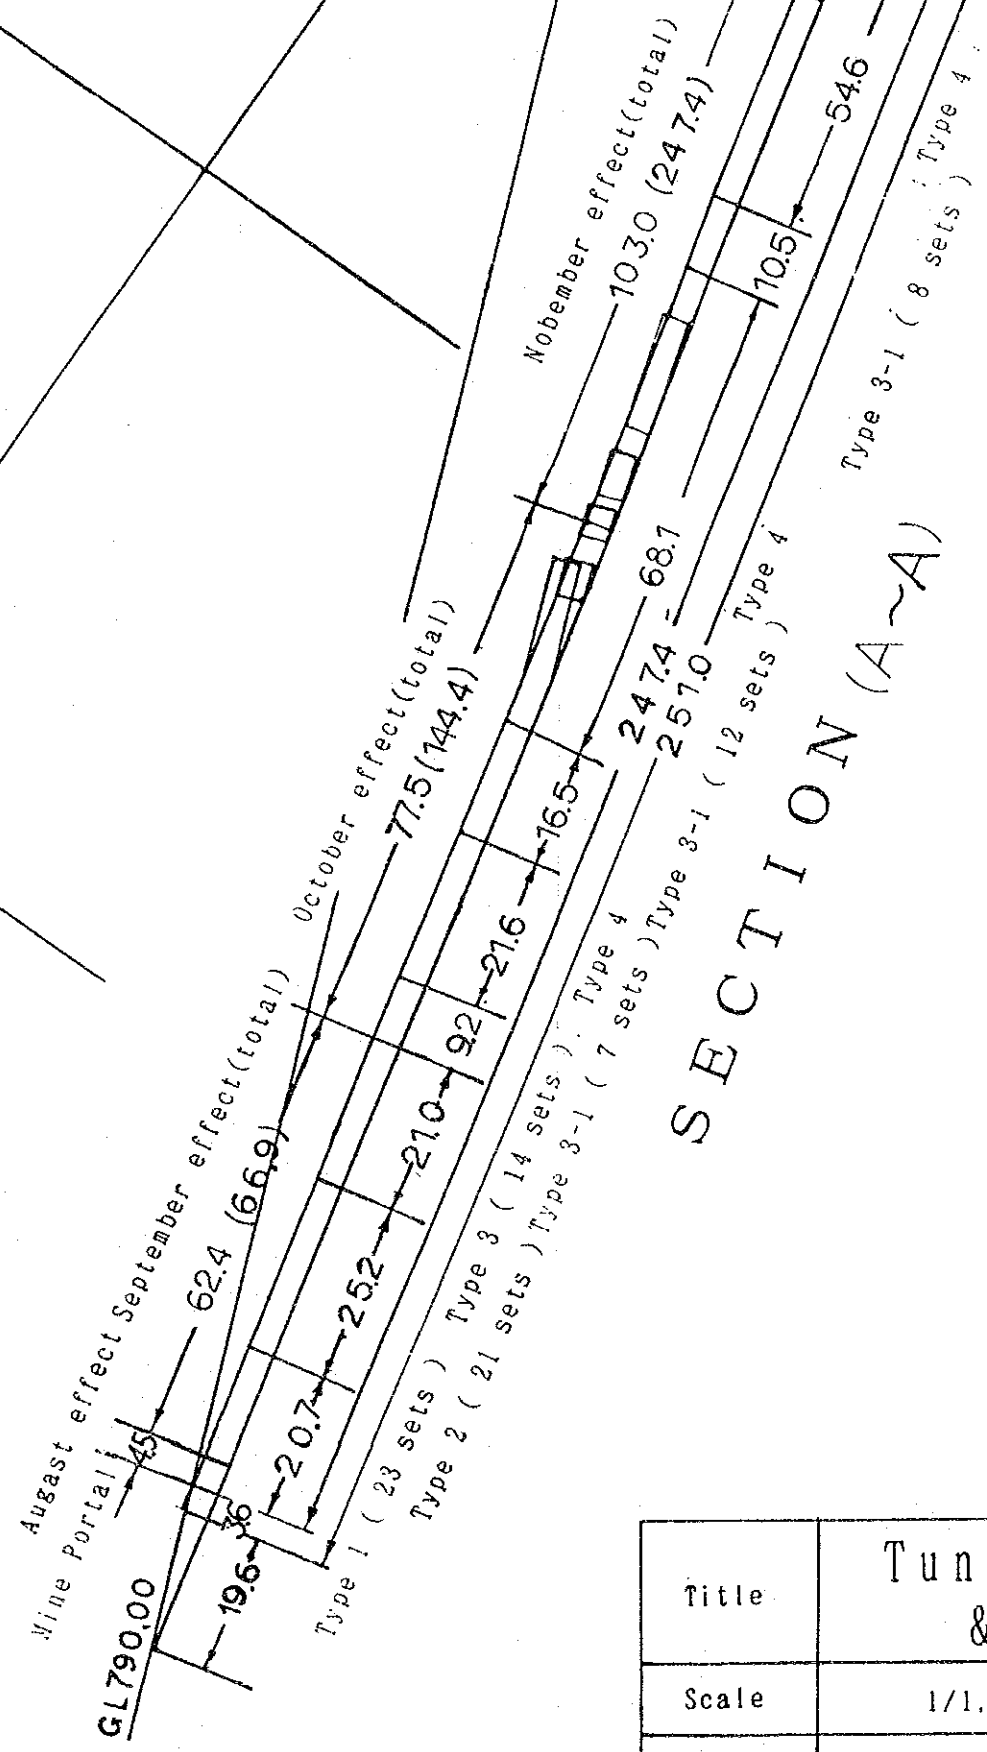 Augast effect September effect(total)
October effect(total)
Nobember effect(total)
Mine Portal
4.5
62.4 (66.9)
77.5(144.4)
103.0 (247.4)
GL790.00
19.6
3.6
20.7
25.2
21.0
9.2
21.6
16.5
68.1
10.5
54.6
247.4
251.0
Type 1 ( 23 sets ) Type 3 ( 14 sets ) Type 4
Type 2 ( 21 sets )Type 3-1 ( 7 sets )Type 3-1 ( 12 sets ) Type 4
Type 3-1 ( 8 sets ) Type 4
SECTION (A~A)
Title
Tun
&
Scale
1/1,